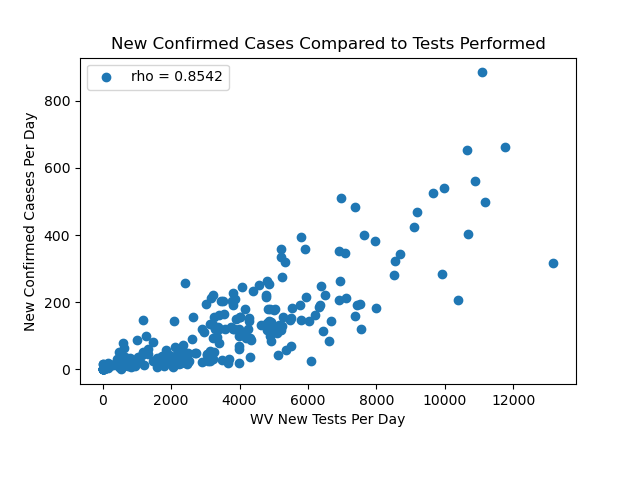 New Confirmed Cases Compared to Tests Performed
rho = 0.8542
800
600
400
200
0
New Confirmed Caeses Per Day
0 2000 4000 6000 8000 10000 12000
WV New Tests Per Day